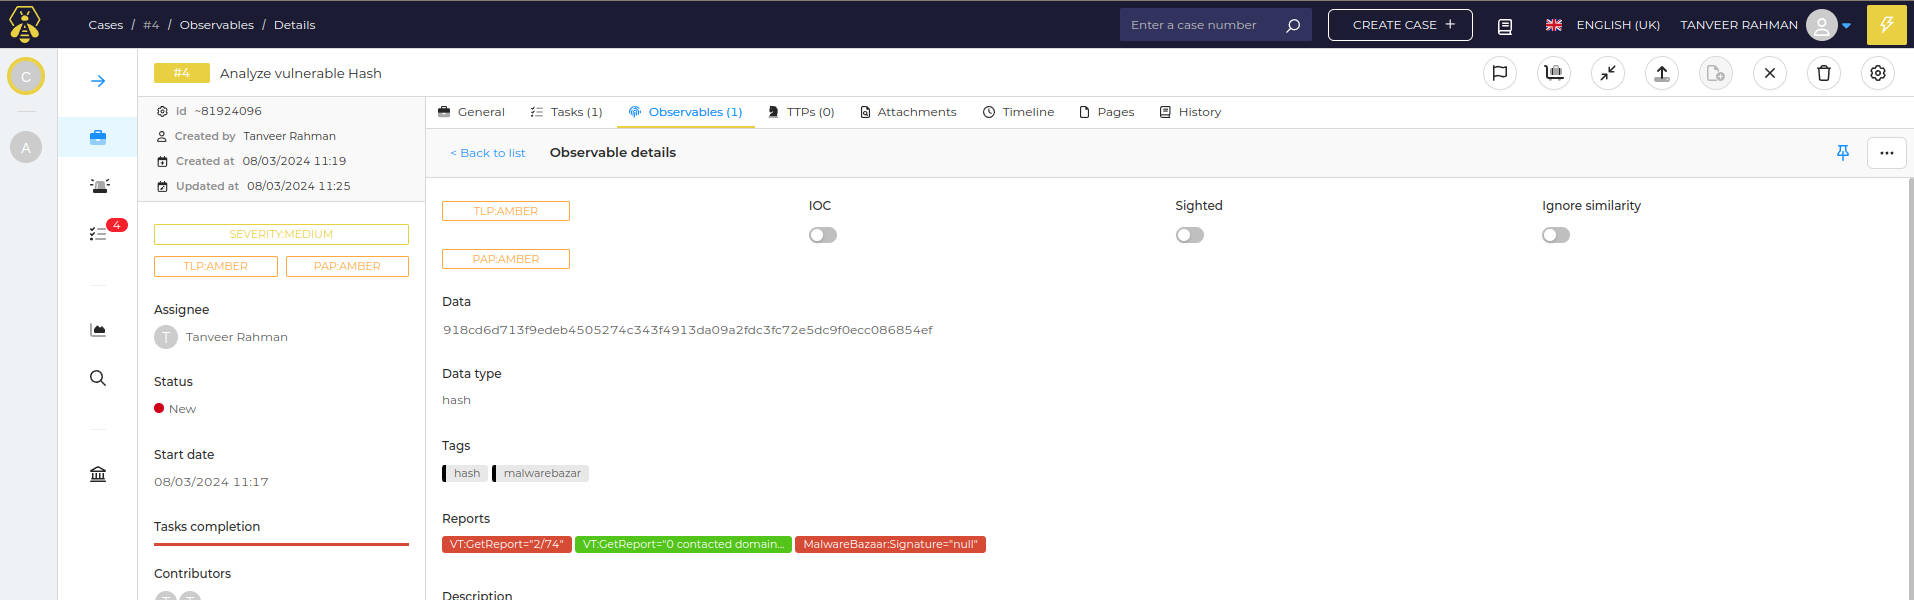 Cases / #4 / Observables / Details
Enter a case number
CREATE CASE +
ENGLISH (UK)
TANVEER RAHMAN
C
A
4
#4 Analyze vulnerable Hash
id ~81924096
Created by Tanveer Rahman
Created at 08/03/2024 11:19
Updated at 08/03/2024 11:25
SEVERITY:MEDIUM
TLP:AMBER PAP:AMBER
Assignee
T Tanveer Rahman
Status
New
Start date
08/03/2024 11:17
Tasks completion
Contributors
T T
General Tasks (1) Observables (1) TTPs (0) Attachments Timeline Pages History
< Back to list Observable details
TLP:AMBER
PAP:AMBER
IOC
Sighted
Ignore similarity
Data
918cd6d713f9edeb4505274c343f4913da09a2fdc3fc72e5dc9f0ecc086854ef
Data type
hash
Tags
hash malwarebazar
Reports
VT:GetReport="2/74" VT:GetReport="0 contacted domain... MalwareBazaar:Signature="null"
Description